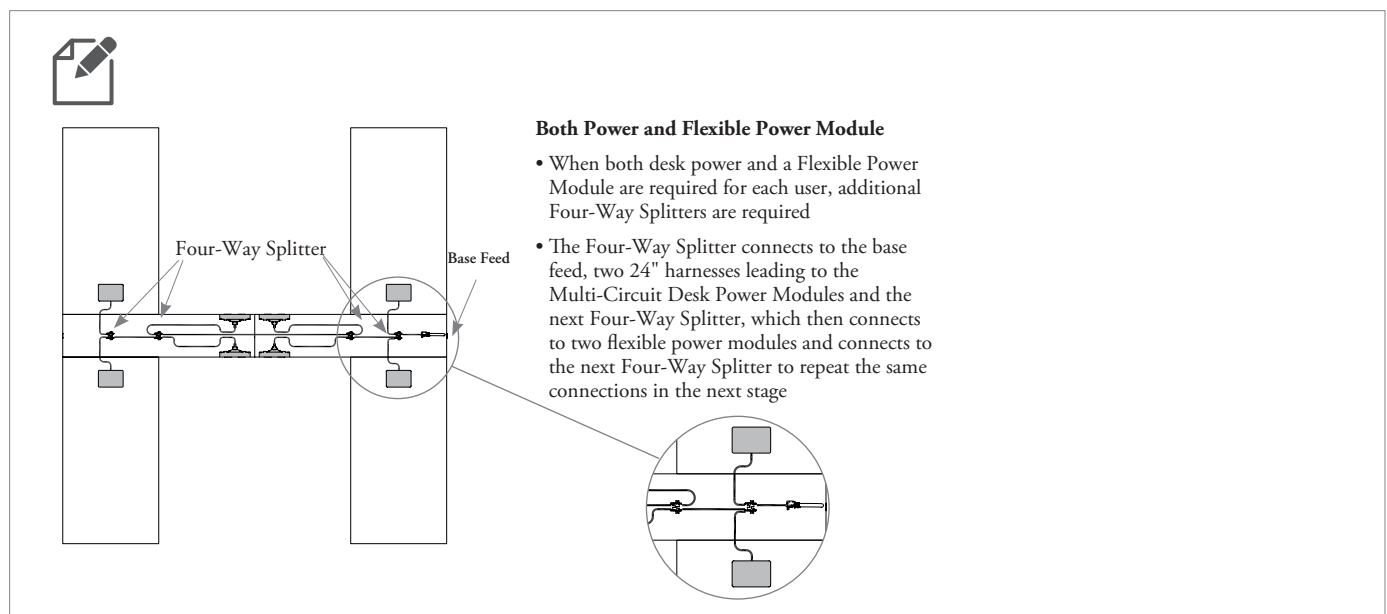 Both Power and Flexible Power Module
• When both desk power and a Flexible Power
Module are required for each user, additional
Four-Way Splitters are required
• The Four-Way Splitter connects to the base
feed, two 24" harnesses leading to the
Multi-Circuit Desk Power Modules and the
next Four-Way Splitter, which then connects
to two flexible power modules and connects to
the next Four-Way Splitter to repeat the same
connections in the next stage
Four-Way Splitter
Base Feed